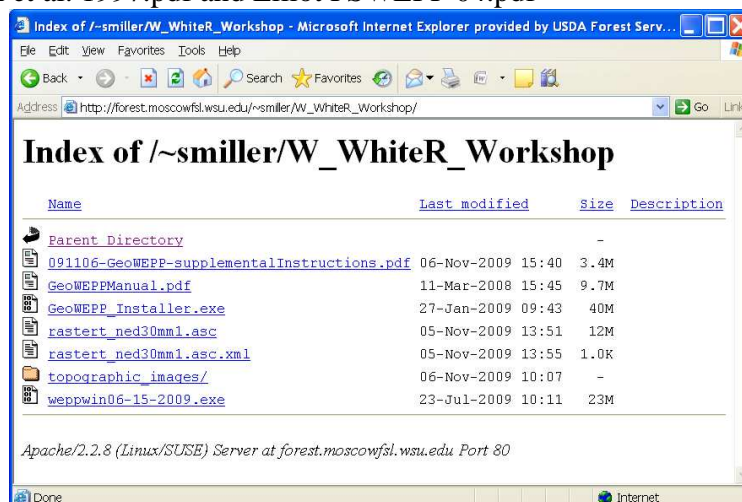 Index of /~smiller/W_WhiteR_Workshop - Microsoft Internet Explorer provided by USDA Forest Serv...
File Edit View Favorites Tools Help
Back Search Favorites
Address http://forest.moscowfsl.wsu.edu/~smiller/W_WhiteR_Workshop/ Go
Index of /~smiller/W_WhiteR_Workshop
Name Last modified Size Description
Parent Directory -
091106-GeoWEPP-supplementalInstructions.pdf 06-Nov-2009 15:40 3.4M
GeoWEPPManual.pdf 11-Mar-2008 15:45 9.7M
GeoWEPP_Installer.exe 27-Jan-2009 09:43 40M
rastert_ned30mm1.asc 05-Nov-2009 13:51 12M
rastert_ned30mm1.asc.xml 05-Nov-2009 13:55 1.0K
topographic_images/ 06-Nov-2009 10:07 -
weppwin06-15-2009.exe 23-Jul-2009 10:11 23M
Apache/2.2.8 (Linux/SUSE) Server at forest.moscowfsl.wsu.edu Port 80
Done Internet